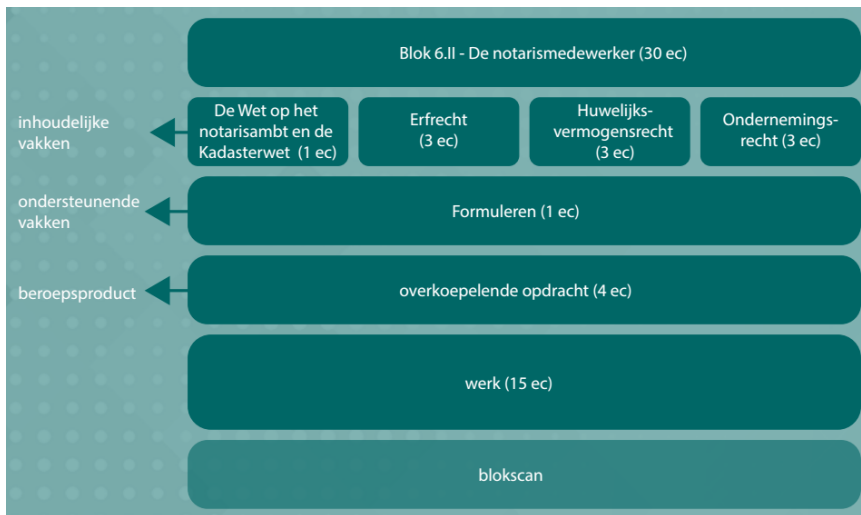 Blok 6.II - De notarismedewerker (30 ec)
inhoudelijke
vakken
De Wet op het
notarisambt en de
Kadasterwet (1 ec)
Erfrecht
(3 ec)
Huwelijks-
vermogensrecht
(3 ec)
Ondernemings-
recht (3 ec)
ondersteunende
vakken
Formuleren (1 ec)
beroepsproduct
overkoepelende opdracht (4 ec)
werk (15 ec)
blokscan